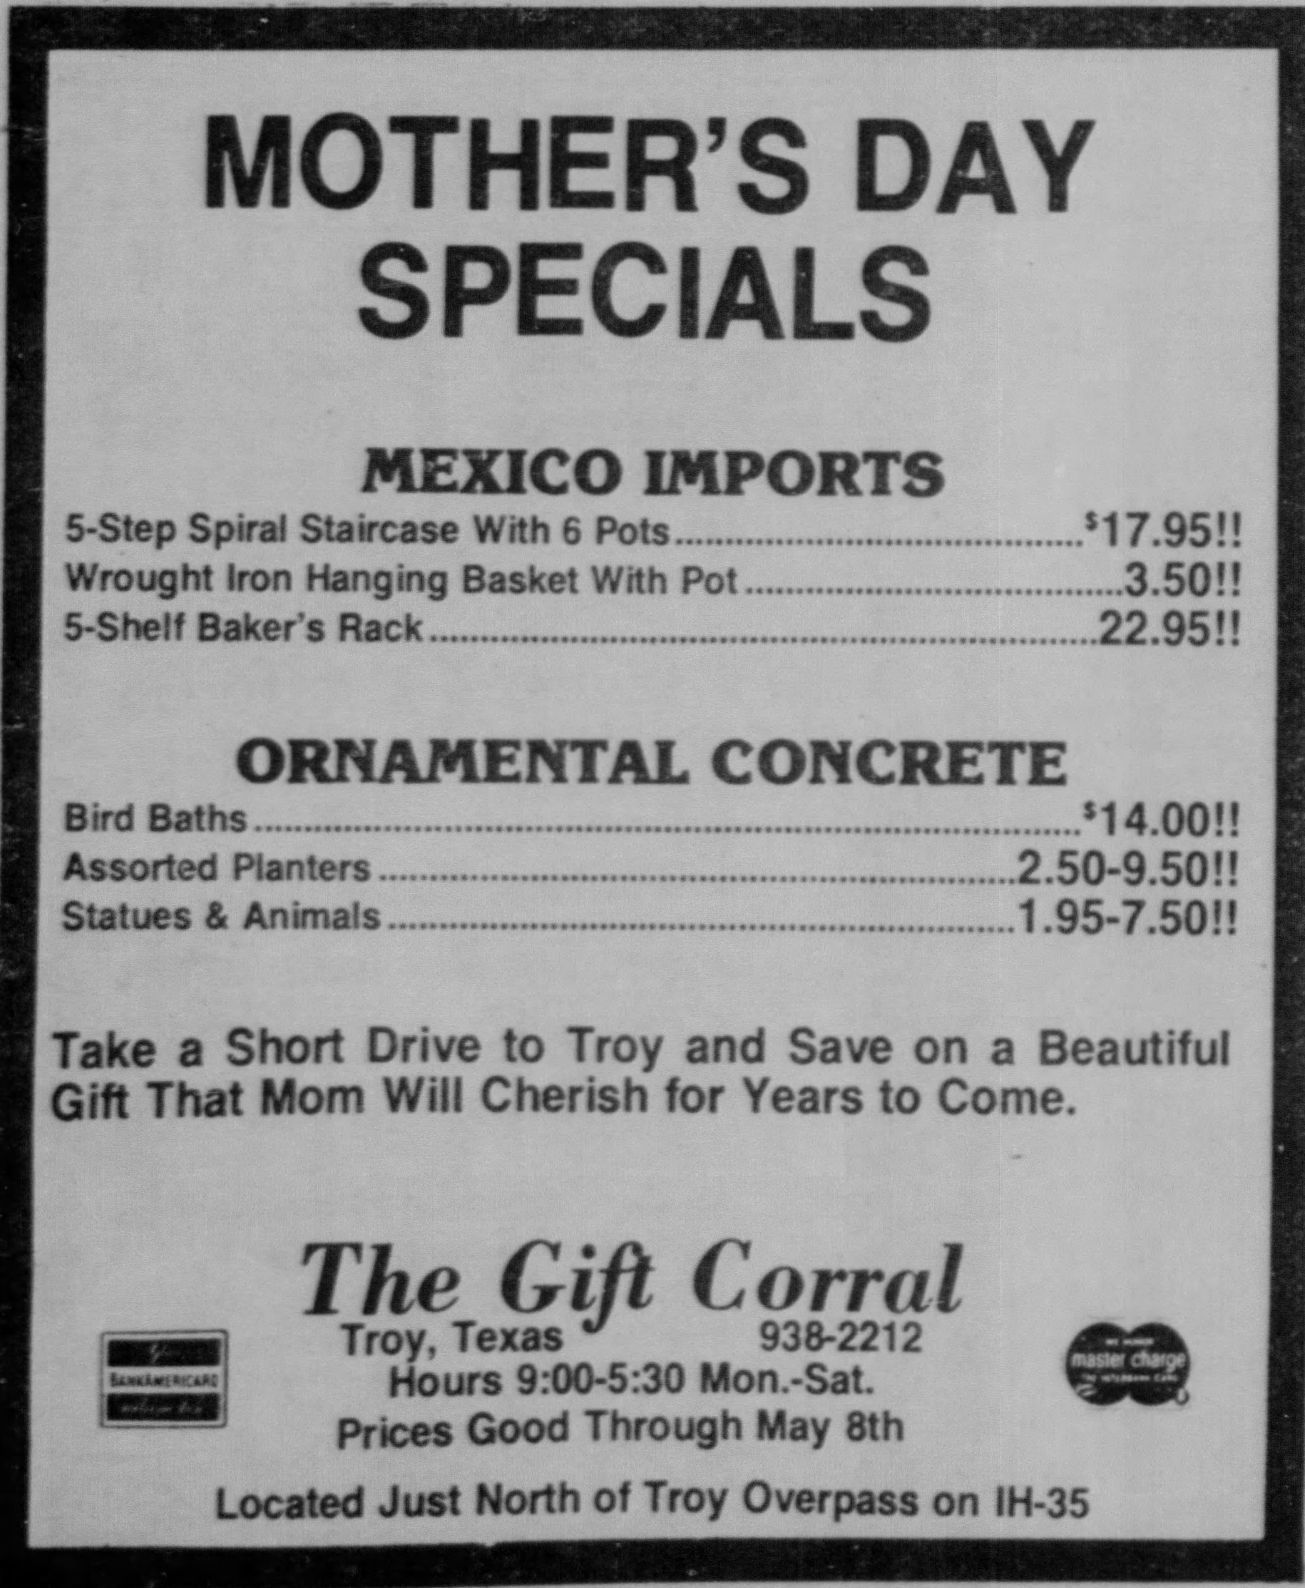 MOTHER'S DAY
SPECIALS
MEXICO IMPORTS
5-Step Spiral Staircase With 6 Pots.......................................$17.95!!
Wrought Iron Hanging Basket With Pot.....................................3.50!!
5-Shelf Baker's Rack.................................................................22.95!!
ORNAMENTAL CONCRETE
Bird Baths................................................................................$14.00!!
Assorted Planters..............................................................2.50-9.50!!
Statues & Animals.............................................................1.95-7.50!!
Take a Short Drive to Troy and Save on a Beautiful
Gift That Mom Will Cherish for Years to Come.
The Gift Corral
Troy, Texas 938-2212
Hours 9:00-5:30 Mon.-Sat.
Prices Good Through May 8th
Located Just North of Troy Overpass on IH-35
BANKAMERICARD
WE HONOR
master charge
THE INTERBANK CARD